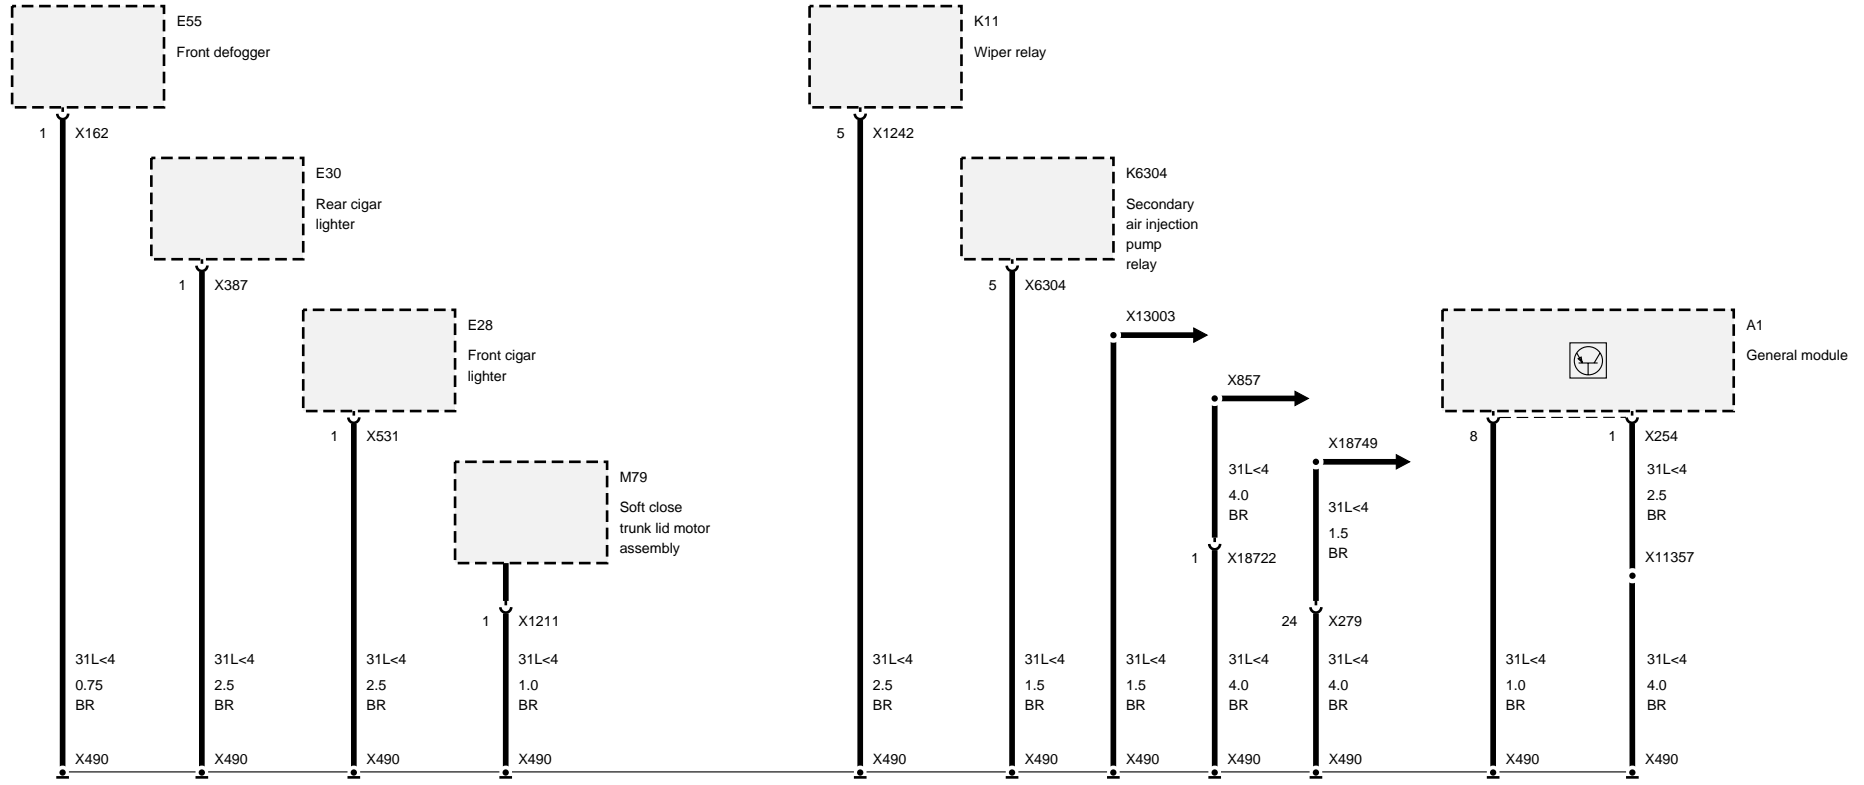 E55
Front defogger
1 X162
E30
Rear cigar
lighter
1 X387
E28
Front cigar
lighter
1 X531
M79
Soft close
trunk lid motor
assembly
1 X1211
K11
Wiper relay
5 X1242
K6304
Secondary
air injection
pump
relay
5 X6304
X13003
X857
31L<4
4.0
BR
1 X18722
X18749
31L<4
1.5
BR
24 X279
A1
General module
8
1 X254
31L<4
2.5
BR
X11357
31L<4
0.75
BR
X490
31L<4
2.5
BR
X490
31L<4
2.5
BR
X490
31L<4
1.0
BR
X490
31L<4
2.5
BR
X490
31L<4
1.5
BR
X490
31L<4
1.5
BR
X490
31L<4
4.0
BR
X490
31L<4
4.0
BR
X490
31L<4
1.0
BR
X490
31L<4
4.0
BR
X490